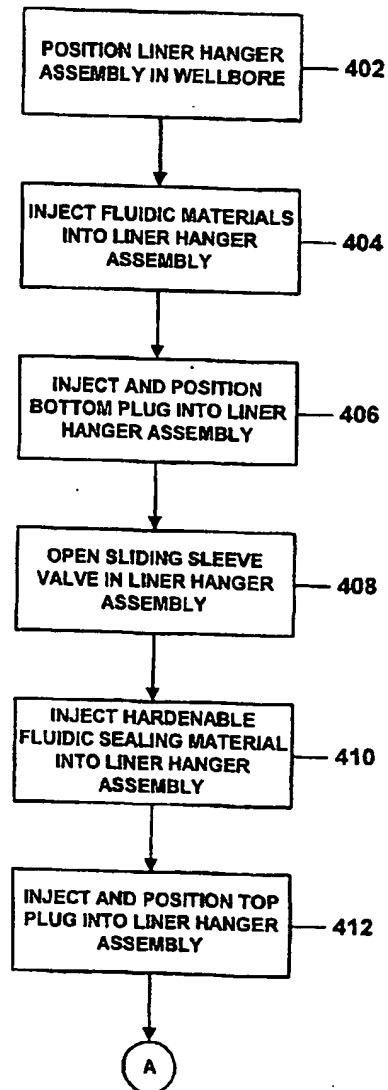 POSITION LINER HANGER
ASSEMBLY IN WELLBORE
402
INJECT FLUIDIC MATERIALS
INTO LINER HANGER
ASSEMBLY
404
INJECT AND POSITION
BOTTOM PLUG INTO LINER
HANGER ASSEMBLY
406
OPEN SLIDING SLEEVE
VALVE IN LINER HANGER
ASSEMBLY
408
INJECT HARDENABLE
FLUIDIC SEALING MATERIAL
INTO LINER HANGER
ASSEMBLY
410
INJECT AND POSITION TOP
PLUG INTO LINER HANGER
ASSEMBLY
412
A